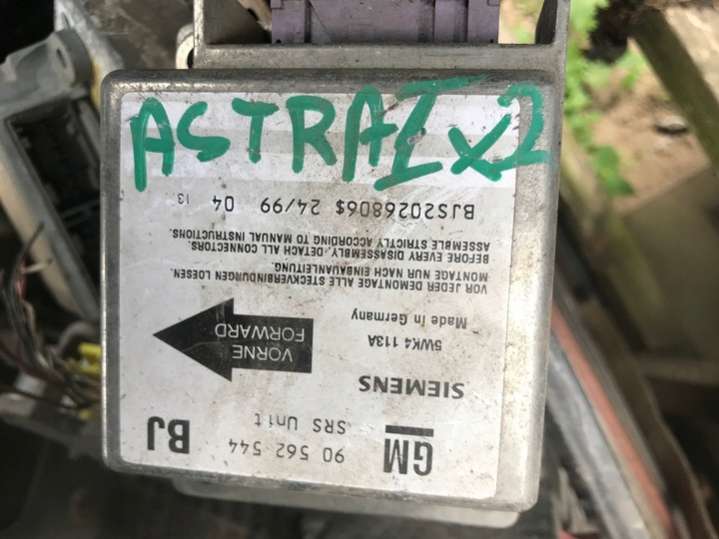 ASTRA I x2
GM
90 562 544
BJ
SRS Unit
SIEMENS
5WK4 113A
Made in Germany
VORNE
FORWARD
VOR JEDER DEMONTAGE ALLE STECKVERBINDUNGEN LOESEN.
MONTAGE NUR NACH EINBAUANLEITUNG.
BEFORE EVERY DISASSEMBLY, DETACH ALL CONNECTORS.
ASSEMBLE STRICTLY ACCORDING TO MANUAL INSTRUCTIONS.
BJS2026806$ 24/99 04 13